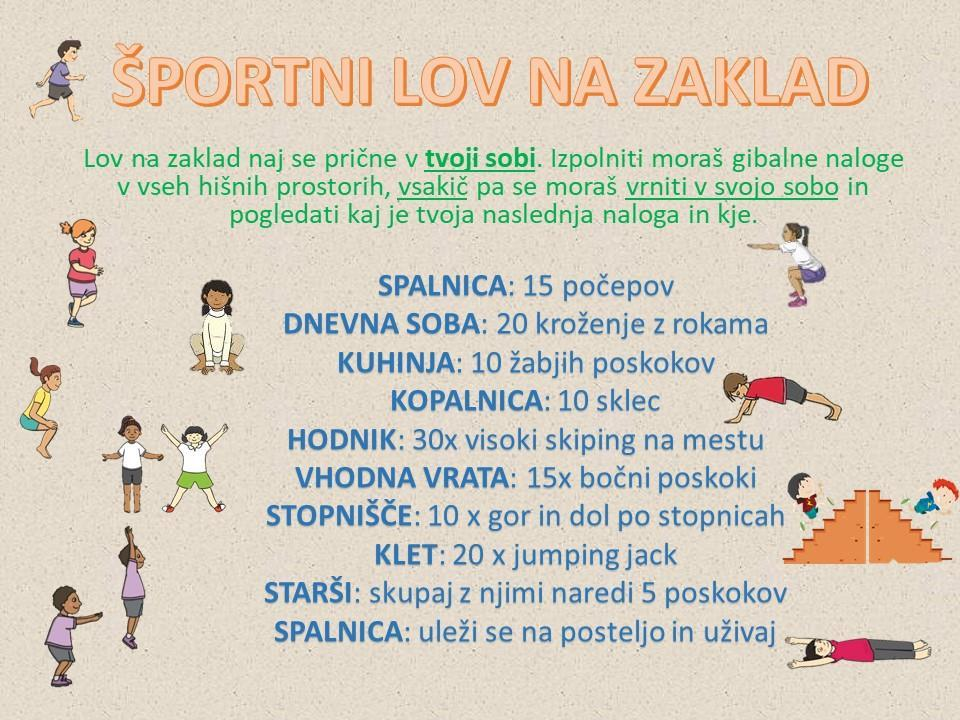 ŠPORTNI LOV NA ZAKLAD
Lov na zaklad naj se prične v tvoji sobi. Izpolniti moraš gibalne naloge
v vseh hišnih prostorih, vsakič pa se moraš vrniti v svojo sobo in
pogledati kaj je tvoja naslednja naloga in kje.
SPALNICA: 15 počepov
DNEVNA SOBA: 20 kroženje z rokama
KUHINJA: 10 žabjih poskokov
KOPALNICA: 10 sklec
HODNIK: 30x visoki skiping na mestu
VHODNA VRATA: 15x bočni poskoki
STOPNIŠČE: 10 x gor in dol po stopnicah
KLET: 20 x jumping jack
STARŠI: skupaj z njimi naredi 5 poskokov
SPALNICA: uleži se na posteljo in uživaj